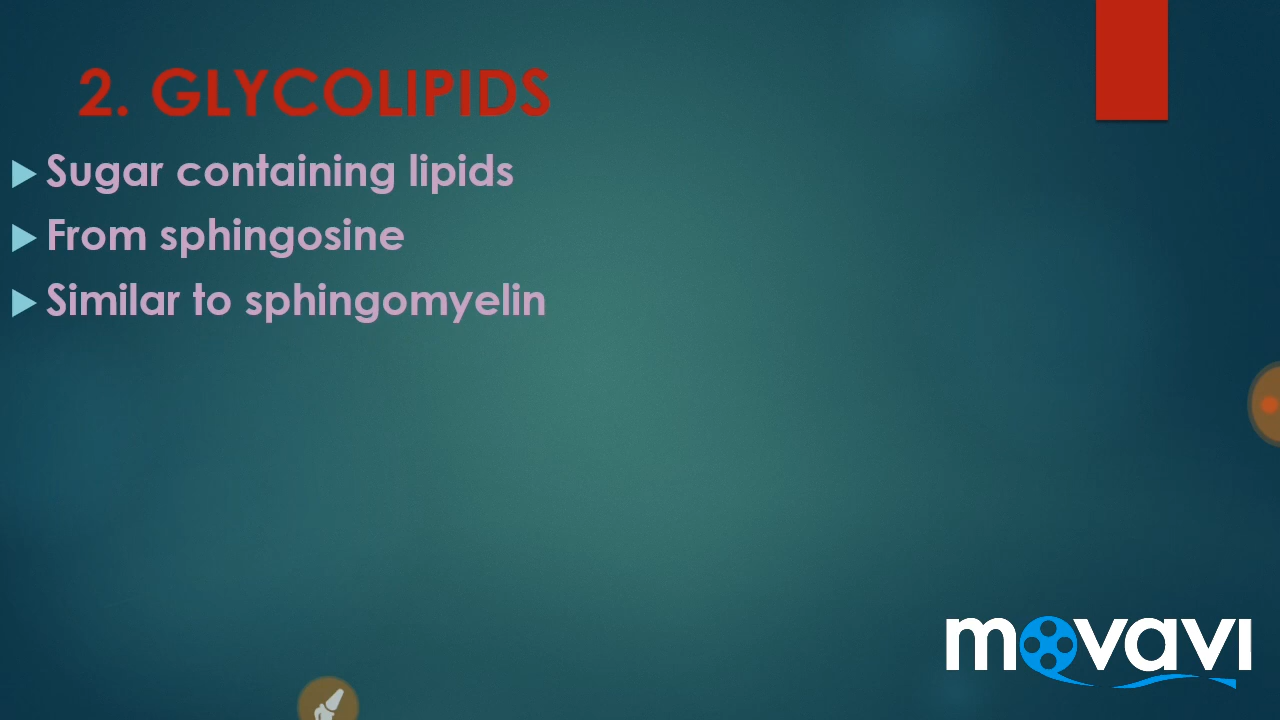 2. GLYCOLIPIDS
Sugar containing lipids
From sphingosine
Similar to sphingomyelin
movavi